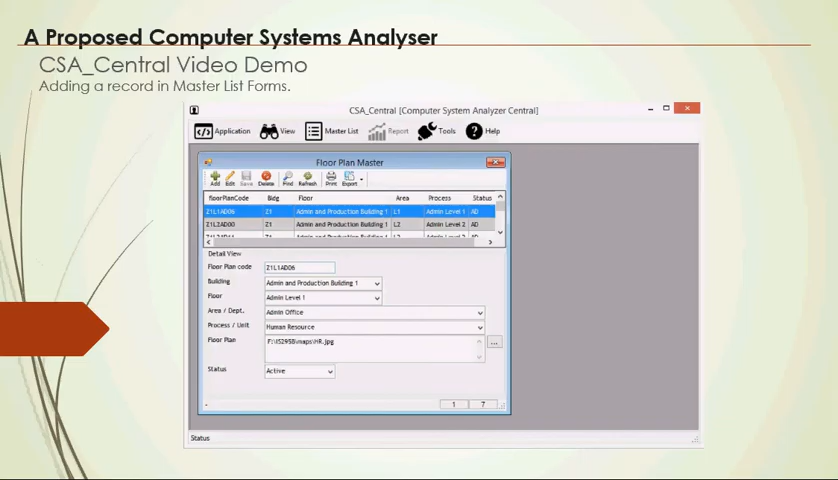 A Proposed Computer Systems Analyser
CSA_Central Video Demo
Adding a record in Master List Forms.
CSA_Central [Computer System Analyzer Central]
Application View Master List Report Tools Help
Floor Plan Master
Add Edit Save Delete Find Refresh Print Export
floorPlanCode Bldg Floor Area Process Status
Z1L1AD06 Z1 Admin and Production Building 1 L1 Admin Level 1 AD
Z1L2AD00 Z1 Admin and Production Building 1 L2 Admin Level 2 AD
Detail View
Floor Plan code Z1L1AD06
Building Admin and Production Building 1
Floor Admin Level 1
Area / Dept. Admin Office
Process / Unit Human Resource
Floor Plan F:\IS295B\maps\HR.jpg
...
Status Active
1 7
Status